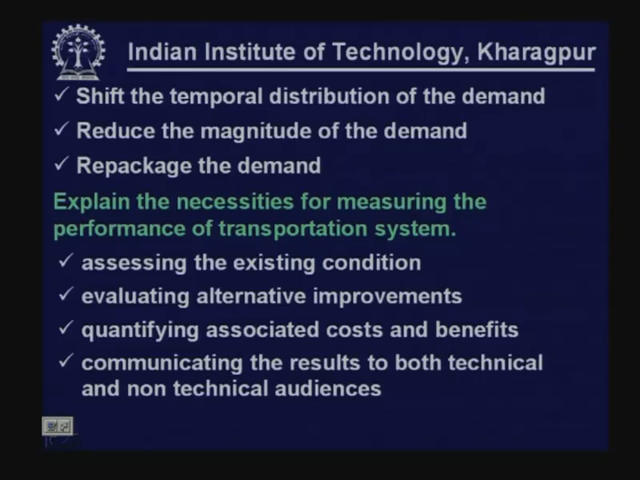 Indian Institute of Technology, Kharagpur
✓ Shift the temporal distribution of the demand
✓ Reduce the magnitude of the demand
✓ Repackage the demand
Explain the necessities for measuring the
performance of transportation system.
✓ assessing the existing condition
✓ evaluating alternative improvements
✓ quantifying associated costs and benefits
✓ communicating the results to both technical
and non technical audiences